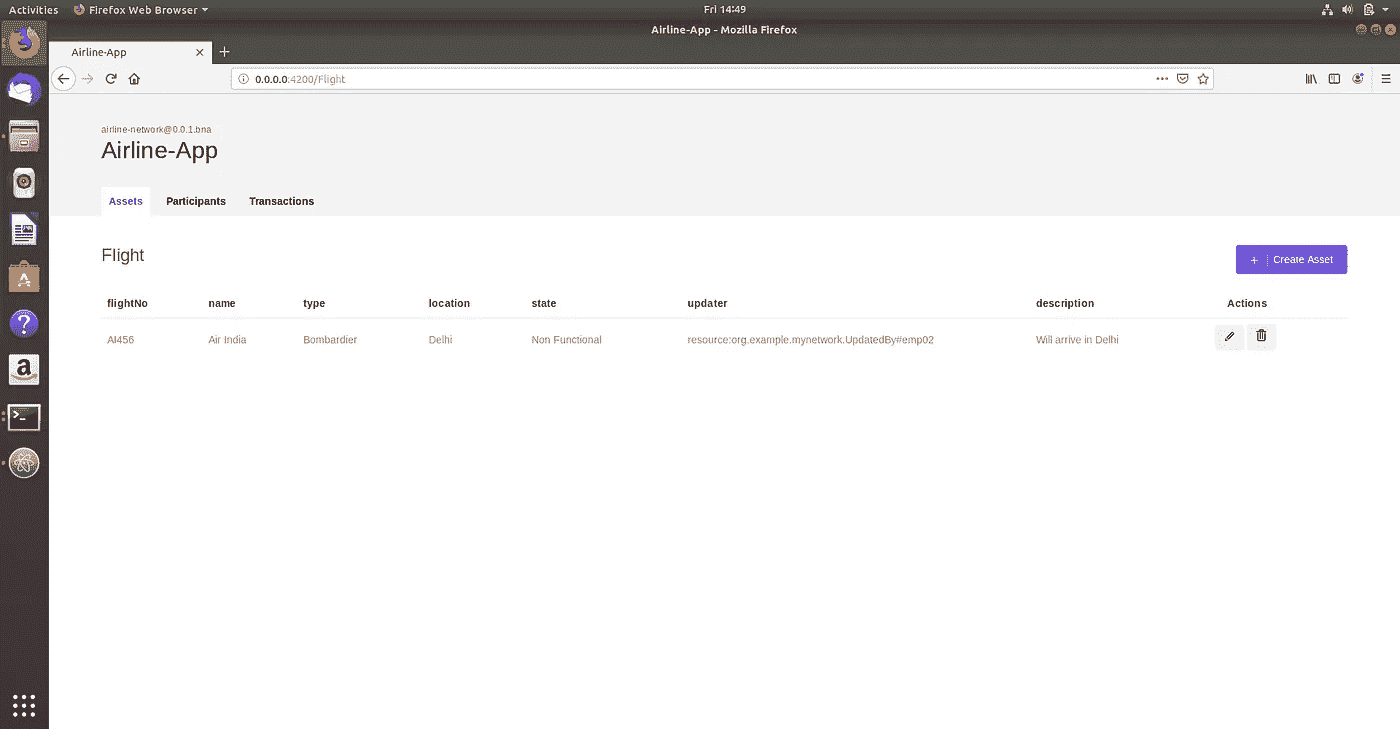 Activities Firefox Web Browser Fri 14:49
Airline-App - Mozilla Firefox
Airline-App
0.0.0.0:4200/Flight
airline-network@0.0.1.bna
Airline-App
Assets Participants Transactions
Flight
+ Create Asset
flightNo name type location state updater description Actions
AI456 Air India Bombardier Delhi Non Functional resource:org.example.mynetwork.UpdatedBy#emp02 Will arrive in Delhi